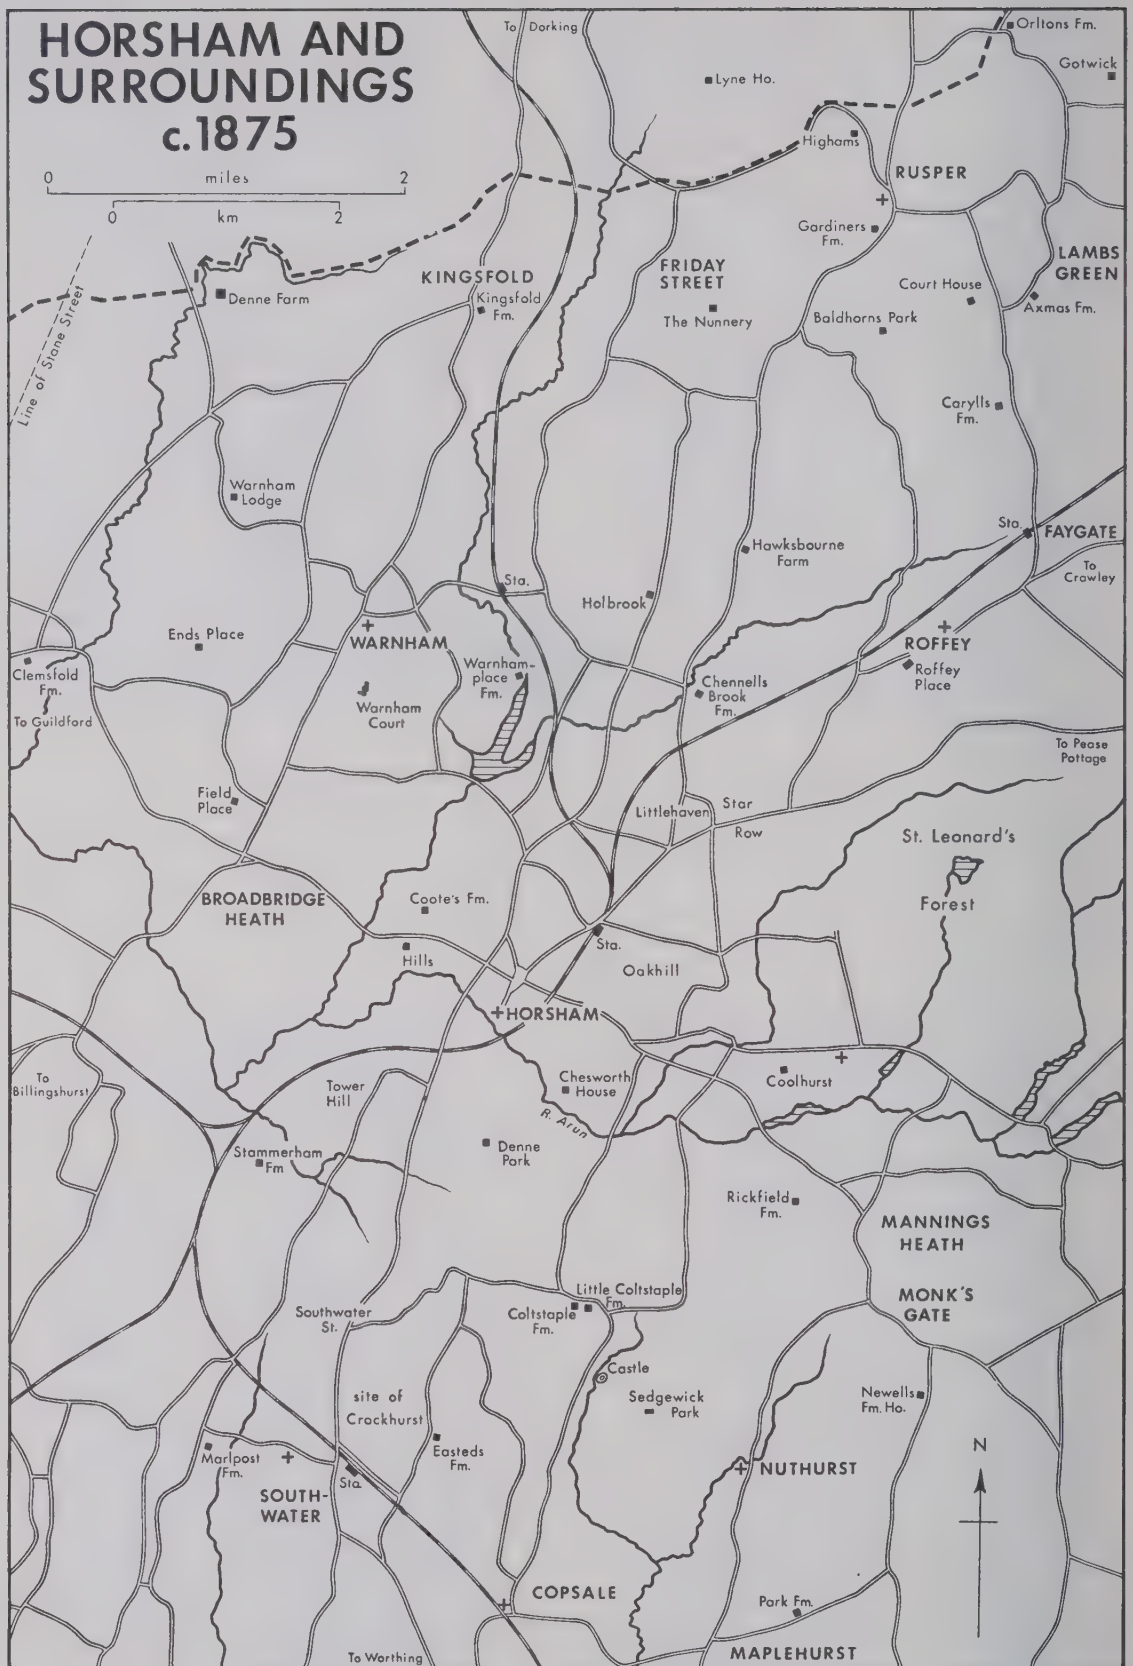 HORSHAM AND
SURROUNDINGS
c.1875
0 miles 2
0 km 2
To Dorking
Orltons Fm.
Gotwick
Lyne Ho.
Highams
RUSPER
Gardiners
Fm.
LAMBS
GREEN
Line of Stane Street
Denne Farm
KINGSFOLD
Kingsfold
Fm.
FRIDAY
STREET
The Nunnery
Court House
Axmas Fm.
Baldhorns Park
Carylls
Fm.
Warnham
Lodge
Sta.
FAYGATE
To
Crawley
Hawksbourne
Farm
Sta.
Holbrook
Ends Place
WARNHAM
ROFFEY
Roffey
Place
Clemsfold
Fm.
Warnham-
place
Fm.
Chennells
Brook
Fm.
Warnham
Court
To Guildford
To Pease
Pottage
Field
Place
Littlehaven
Star
Row
St. Leonard's
Forest
BROADBRIDGE
HEATH
Coote's Fm.
Hills
Sta.
Oakhill
HORSHAM
To
Billingshurst
Tower
Hill
Chesworth
House
Coolhurst
R. Arun
Stammerham
Fm
Denne
Park
Rickfield
Fm.
MANNINGS
HEATH
Southwater
St.
Little Coltstaple
Fm.
Coltstaple
Fm.
MONK'S
GATE
Castle
site of
Crockhurst
Sedgewick
Park
Newells
Fm. Ho.
Marlpost
Fm.
Easteds
Fm.
Sta.
NUTHURST
N
SOUTH-
WATER
COPSALE
Park Fm.
To Worthing
MAPLEHURST